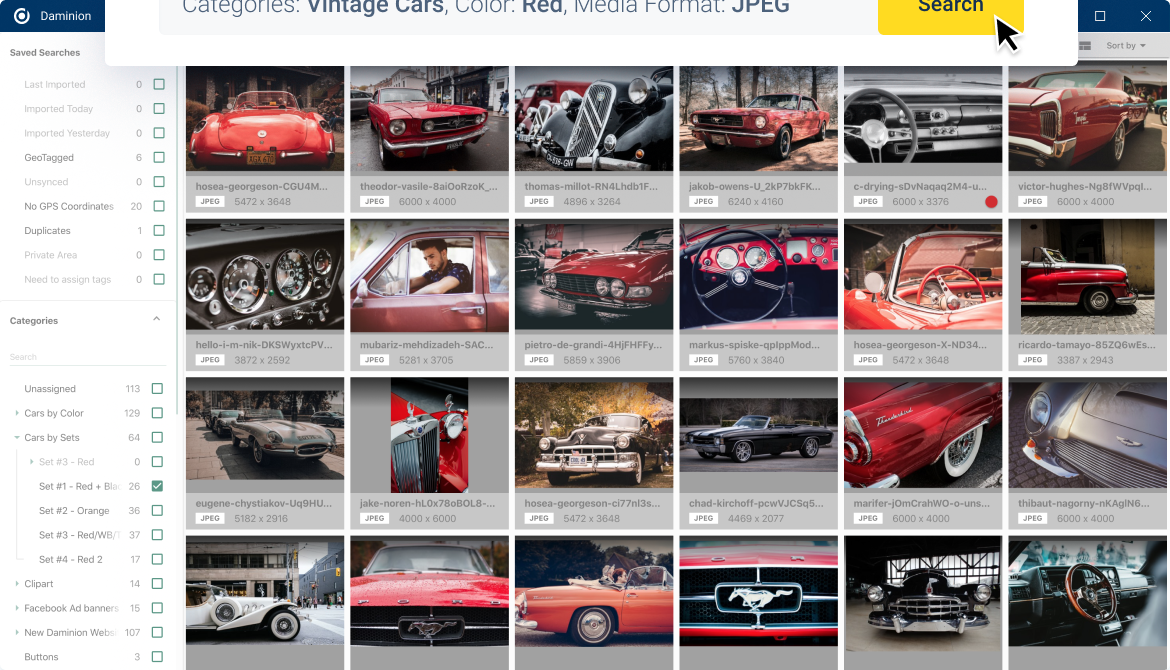 Categories: Vintage Cars, Color: Red, Media Format: JPEG
Search
Daminion
Sort by
Saved Searches
Last Imported 0
Imported Today 0
Imported Yesterday 0
GeoTagged 6
Unsynced 0
No GPS Coordinates 20
Duplicates 1
Private Area 0
Need to assign tags 0
Categories
Search
Unassigned 113
Cars by Color 129
Cars by Sets 64
Set #3 - Red 0
Set #1 - Red + Bla 26
Set #2 - Orange 36
Set #3 - Red/WB/ 37
Set #4 - Red 2 17
Clipart 14
Facebook Ad banners 15
New Daminion Webs 107
Buttons 3
hosea-georgeson-CGU4M...
JPEG 5472 x 3648
theodor-vasile-8aiOoRzoK_...
JPEG 6000 x 4000
thomas-millot-RN4Lhdb1F...
JPEG 4896 x 3264
jakob-owens-U_2kP7bkFK...
JPEG 6240 x 4160
c-drying-sDvNaqaq2M4-u...
JPEG 6000 x 3376
victor-hughes-Ng8fWVpqI...
JPEG 6000 x 4000
hello-i-m-nik-DKSWyxtcPV...
JPEG 3872 x 2592
mubariz-mehdizadeh-SAC...
JPEG 5281 x 3705
pietro-de-grandi-4HjFHFFy...
JPEG 5859 x 3906
markus-spiske-qpIppMod...
JPEG 5760 x 3840
hosea-georgeson-X-ND34...
JPEG 5472 x 3648
ricardo-tamayo-85ZQ6wEs...
JPEG 3387 x 2943
Thunderbird
eugene-chystiakov-Uq9HU...
JPEG 5182 x 2916
jake-noren-hL0x78oBOL8-...
JPEG 4000 x 6000
hosea-georgeson-ci77nI3s...
JPEG 5472 x 3648
chad-kirchoff-pcwVJCSq5...
JPEG 4469 x 2077
marifer-jOmCrahWO-o-uns...
JPEG 6000 x 4000
thibaut-nagorny-nKAgIN6...
JPEG 6000 x 4000